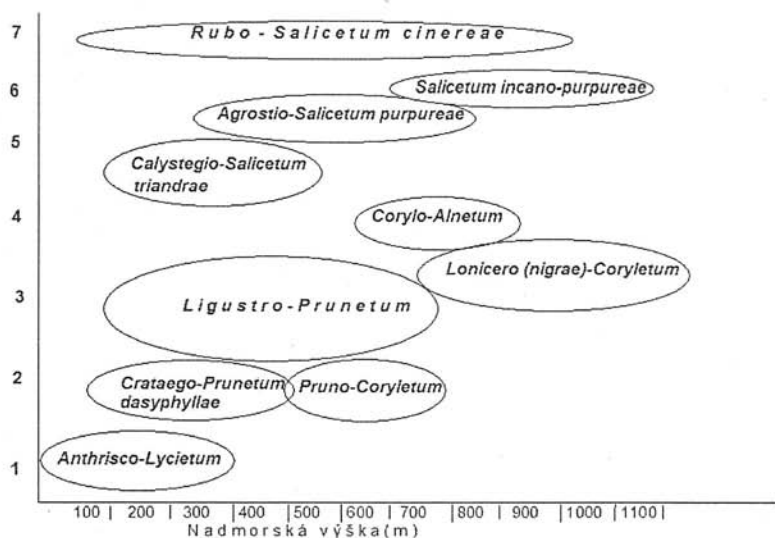 7
Rubo-Salicetum cinereae
6
Salicetum incano-purpureae
Agrostio-Salicetum purpureae
5
Calystegio-Salicetum
triandrae
4
Corylo-Alnetum
Lonicero (nigrae)-Coryletum
3
Ligustro-Prunetum
2
Crataego-Prunetum
dasyphyllae
Pruno-Coryletum
1
Anthrisco-Lycietum
100 | 200 | 300 | 400 | 500 | 600 | 700 | 800 | 900 | 1000 | 1100 |
Nadmorská výška(m)